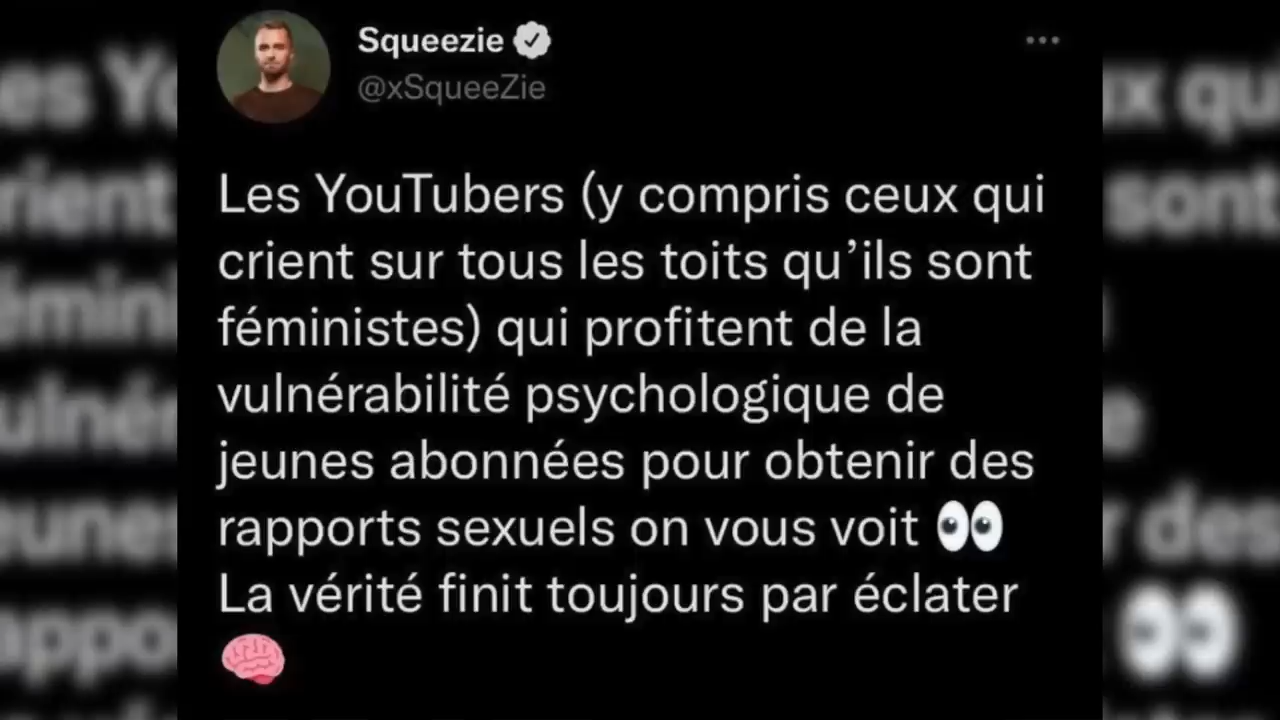 Squeezie
@xSqueeZie
Les YouTubers (y compris ceux qui
crient sur tous les toits qu’ils sont
féministes) qui profitent de la
vulnérabilité psychologique de
jeunes abonnées pour obtenir des
rapports sexuels on vous voit 👀
La vérité finit toujours par éclater
🧠